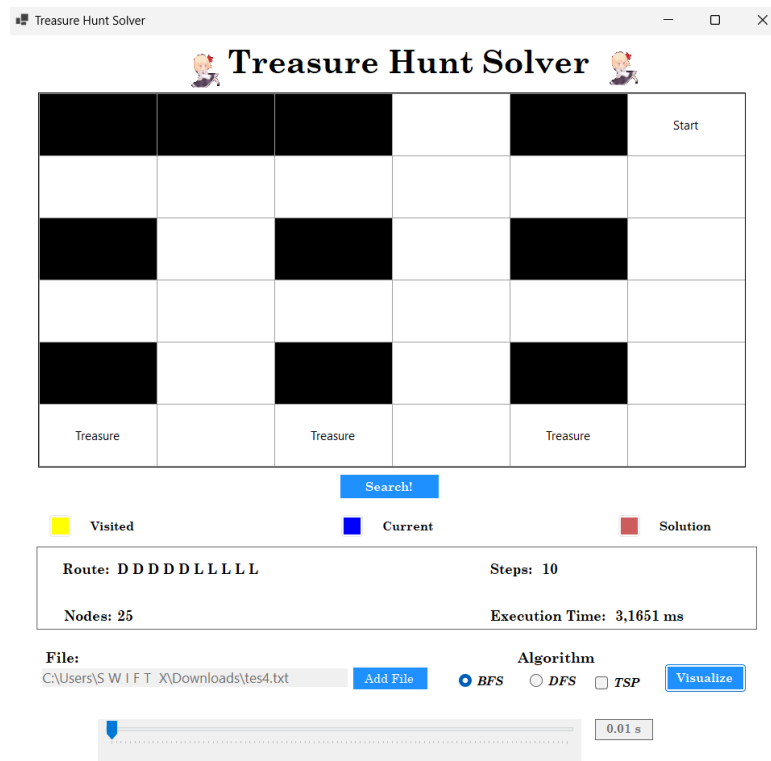 Treasure Hunt Solver
Treasure Hunt Solver
Start
Treasure Treasure Treasure
Search!
Visited Current Solution
Route: D D D D D L L L L L Steps: 10
Nodes: 25 Execution Time: 3,1651 ms
File: Algorithm
C:\Users\S W I F T X\Downloads\tes4.txt Add File BFS DFS TSP Visualize
0.01 s